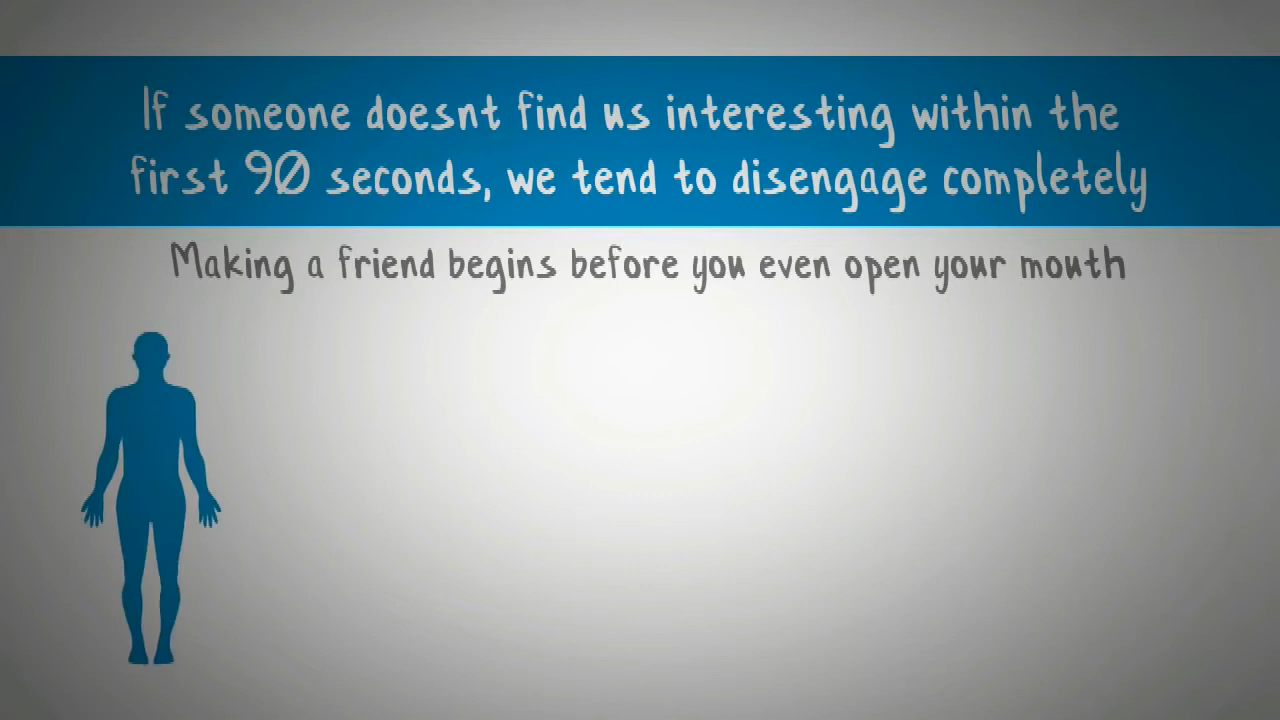 If someone doesnt find us interesting within the
first 90 seconds, we tend to disengage completely
Making a friend begins before you even open your mouth